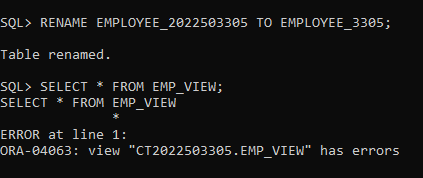 SQL> RENAME EMPLOYEE_2022503305 TO EMPLOYEE_3305;
Table renamed.
SQL> SELECT * FROM EMP_VIEW;
SELECT * FROM EMP_VIEW
*
ERROR at line 1:
ORA-04063: view "CT2022503305.EMP_VIEW" has errors